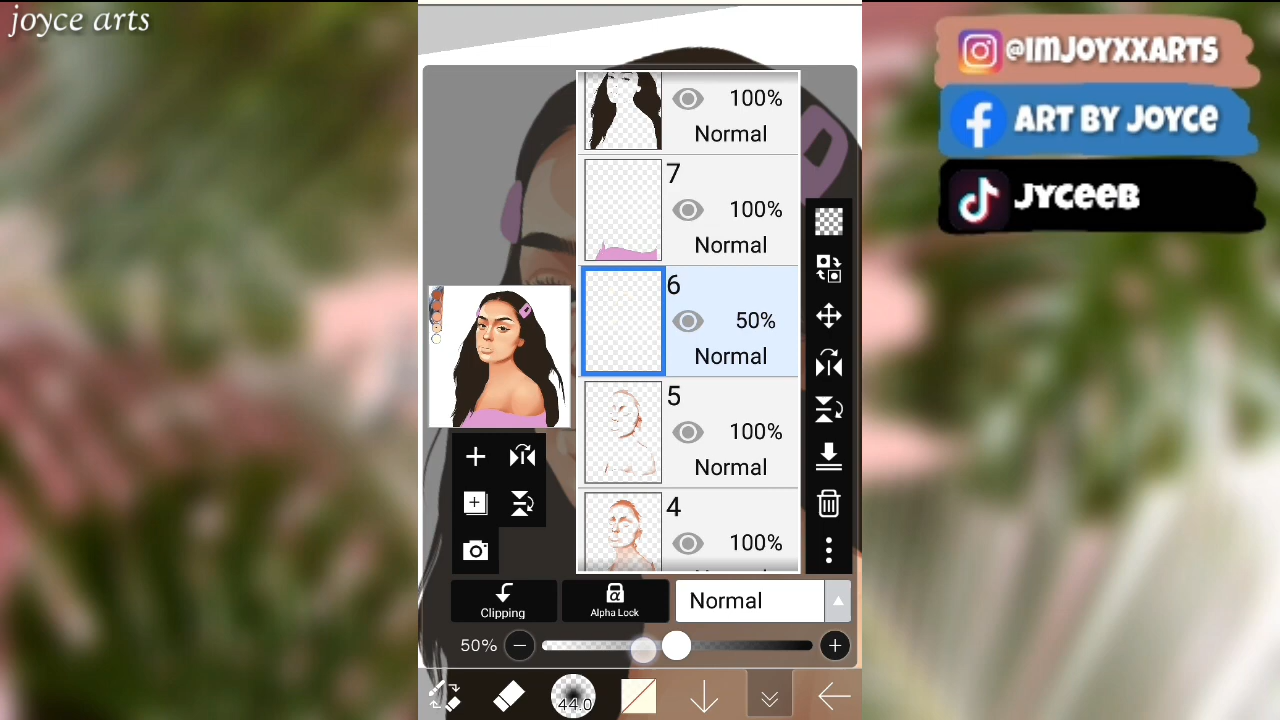 joyce arts
@IMJOYXXARTS
ART BY JOYCE
JYCEEB
100%
Normal
7
100%
Normal
6
50%
Normal
5
100%
Normal
4
100%
Clipping
α
Alpha Lock
Normal
50%
44.0